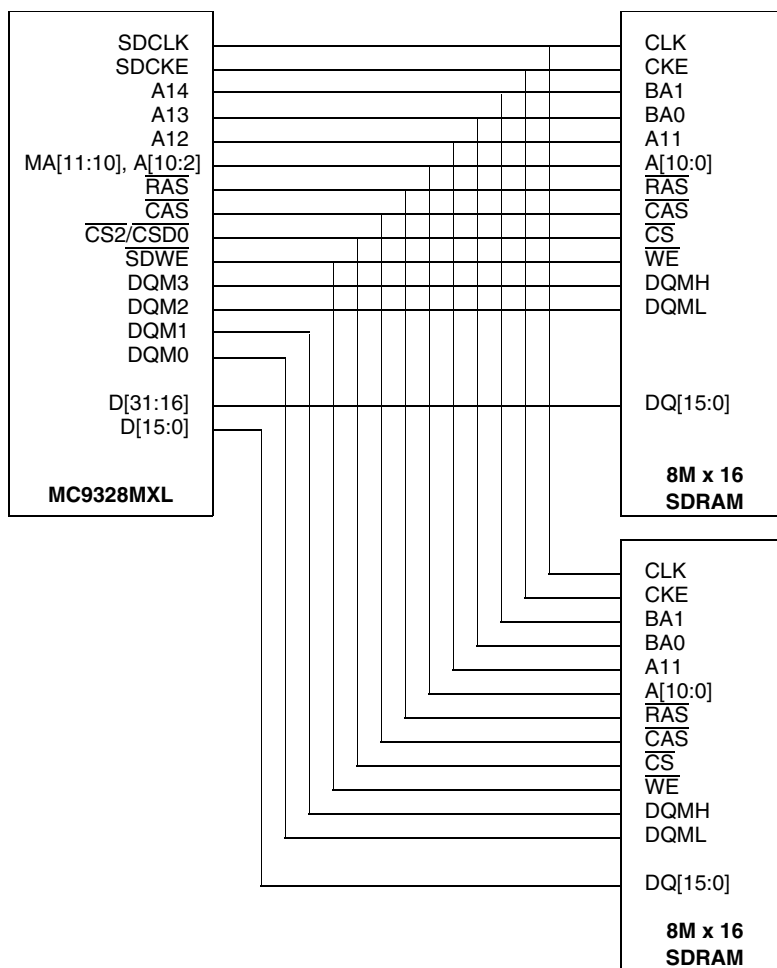 SDCLK
SDCKE
A14
A13
A12
MA[11:10], A[10:2]
RAS
CAS
CS2/CSD0
SDWE
DQM3
DQM2
DQM1
DQM0
D[31:16]
D[15:0]
MC9328MXL
CLK
CKE
BA1
BA0
A11
A[10:0]
RAS
CAS
CS
WE
DQMH
DQML
DQ[15:0]
8M x 16
SDRAM
CLK
CKE
BA1
BA0
A11
A[10:0]
RAS
CAS
CS
WE
DQMH
DQML
DQ[15:0]
8M x 16
SDRAM